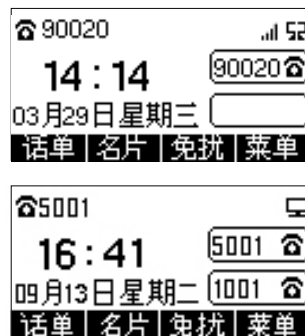 90020
14 : 14
90020
03月29日星期三
话单 名片 免扰 菜单
5001
16:41
5001
09月13日星期二
1001
话单 名片 免扰 菜单